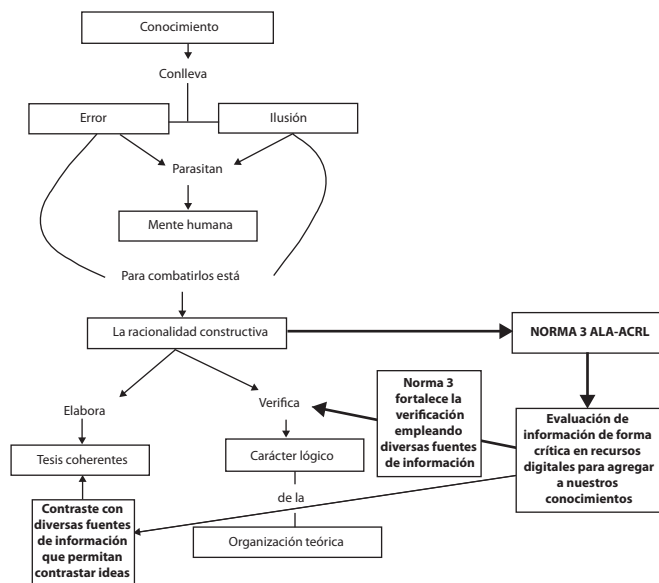 Conocimiento
Conlleva
Error
Ilusión
Parasitan
Mente humana
Para combatirlos está
La racionalidad constructiva
NORMA 3 ALA-ACRL
Elabora
Verifica
Norma 3
fortalece la
verificación
empleando
diversas fuentes
de información
Evaluación de
información de forma
crítica en recursos
digitales para agregar
a nuestros
conocimientos
Tesis coherentes
Carácter lógico
de la
Organización teórica
Contraste con
diversas fuentes
de información
que permitan
contrastar ideas